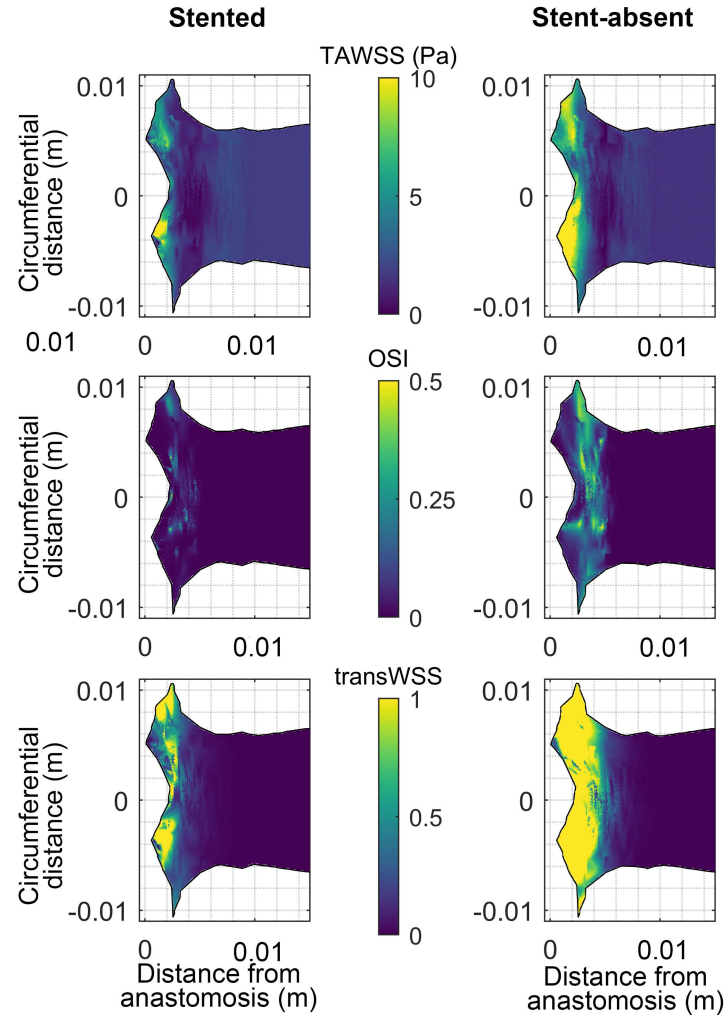 Stented
Stent-absent
TAWSS (Pa)
0.01
0
-0.01
Circumferential
distance (m)
10
5
0
0.01
0
-0.01
0.01
0
0.01
0
0.01
OSI
0.01
0
-0.01
Circumferential
distance (m)
0.5
0.25
0
0.01
0
-0.01
0
0.01
0
0.01
transWSS
0.01
0
-0.01
Circumferential
distance (m)
1
0.5
0
0.01
0
-0.01
0
0.01
0
0.01
Distance from
anastomosis (m)
Distance from
anastomosis (m)